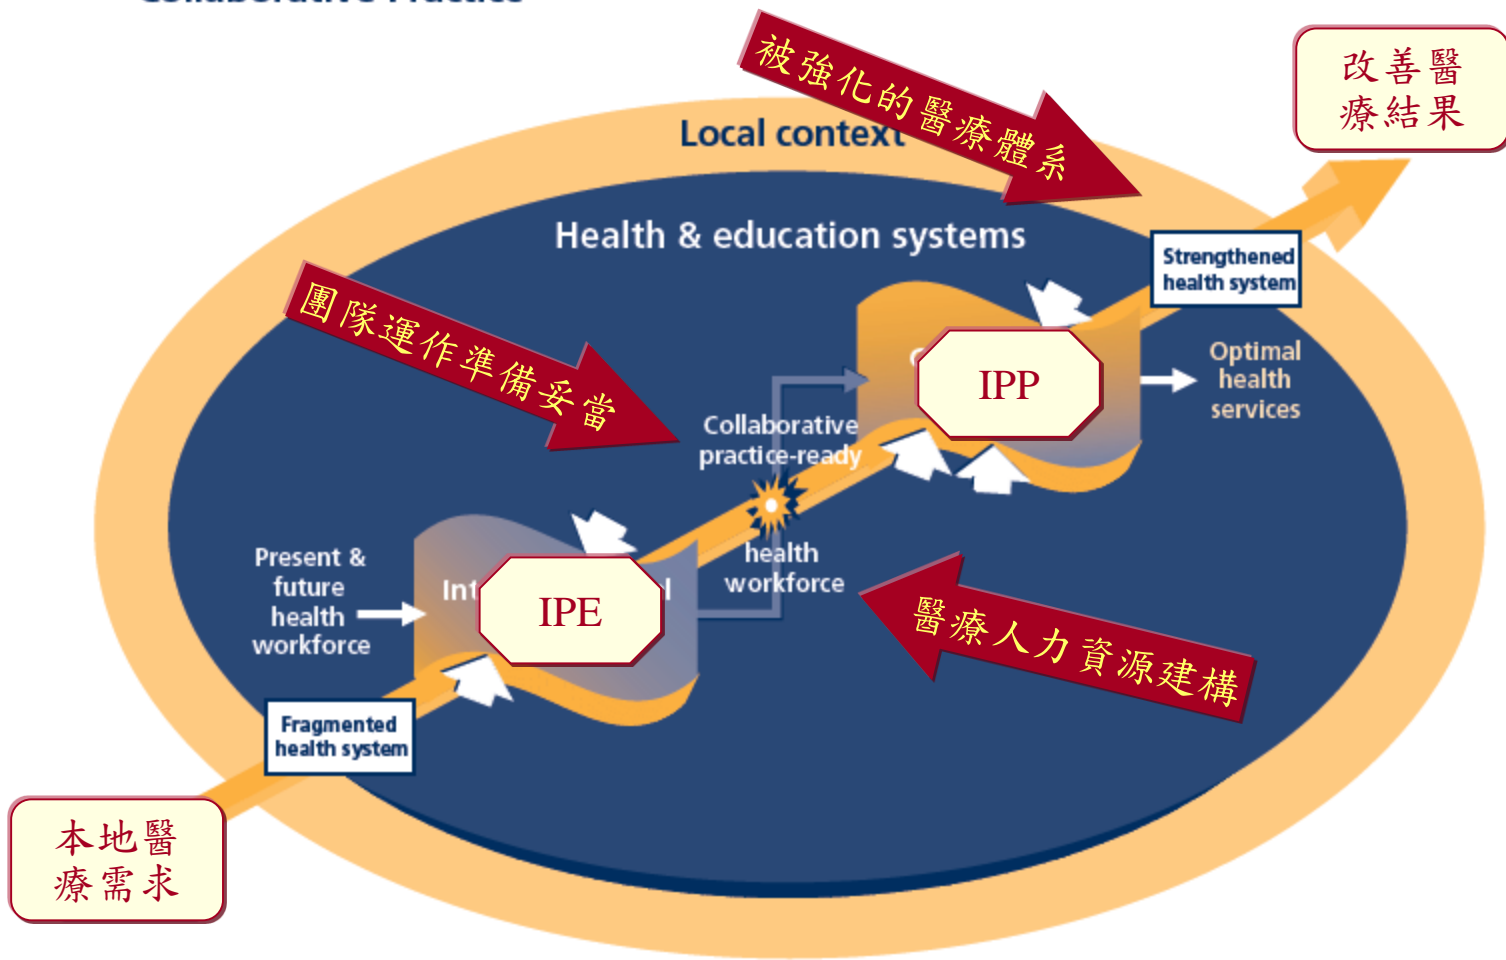 Collaborative Practice
被強化的醫療體系
改善醫
療結果
Local context
Health & education systems
Strengthened
health system
團隊運作準備妥當
IPP
Optimal
health
services
Collaborative
practice-ready
health
workforce
Present &
future
health
workforce
IPE
醫療人力資源建構
Fragmented
health system
本地醫
療需求